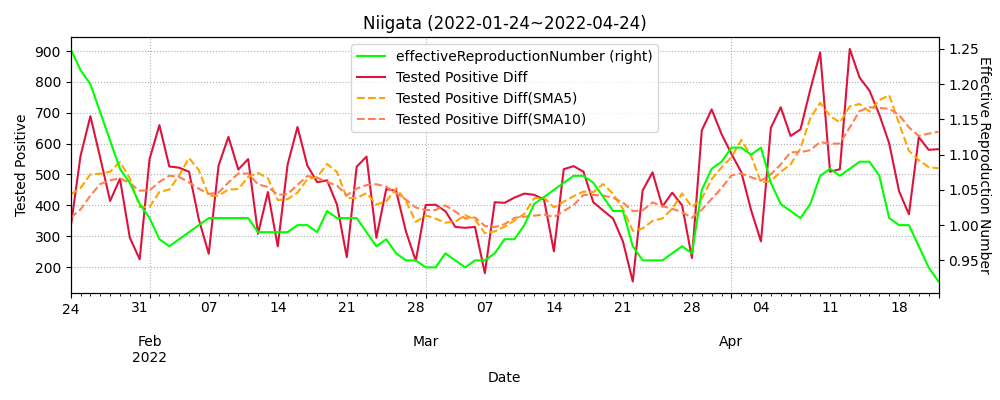 Niigata (2022-01-24~2022-04-24)
effectiveReproductionNumber (right)
Tested Positive Diff
Tested Positive Diff(SMA5)
Tested Positive Diff(SMA10)
Tested Positive
900
800
700
600
500
400
300
200
1.25
1.20
1.15
1.10
1.05
1.00
0.95
Effective Reproduction Number
24 31 07 14 21 28 07 14 21 28 04 11 18
Feb Mar Apr
2022
Date